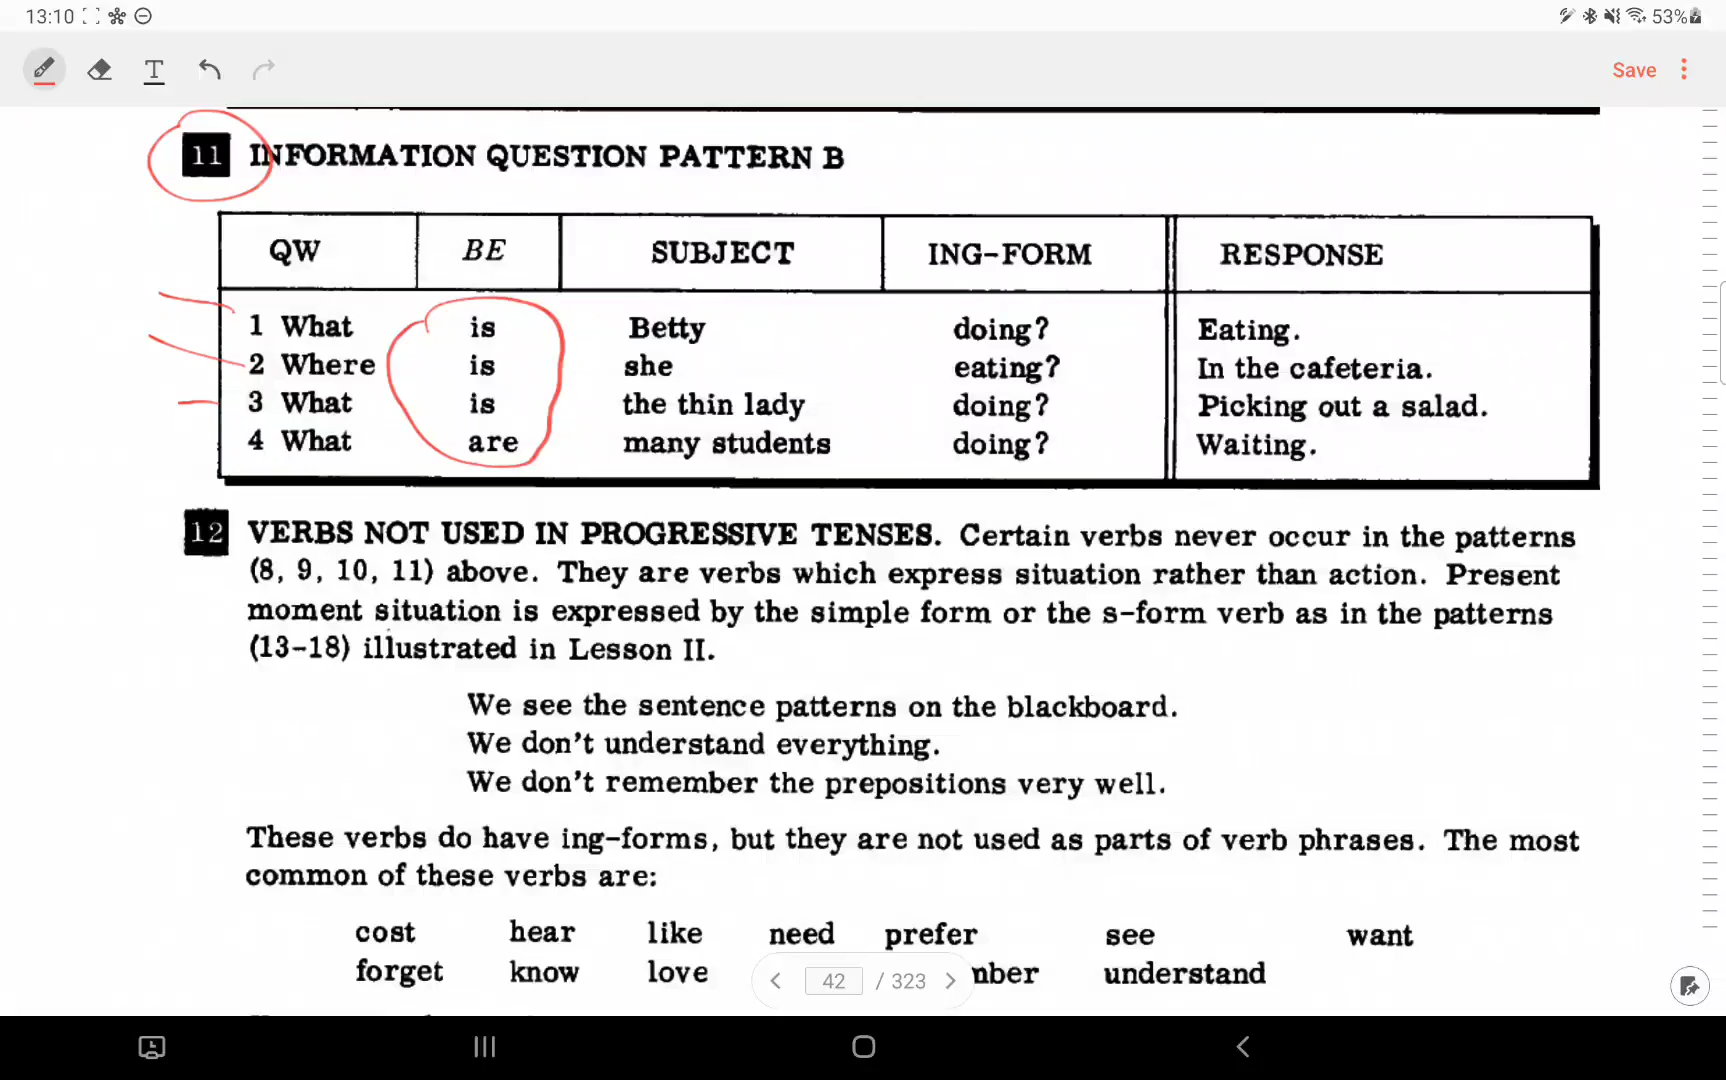 13:10
53%
Save
11 INFORMATION QUESTION PATTERN B
QW BE SUBJECT ING-FORM RESPONSE
1 What is Betty doing? Eating.
2 Where is she eating? In the cafeteria.
3 What is the thin lady doing? Picking out a salad.
4 What are many students doing? Waiting.
12 VERBS NOT USED IN PROGRESSIVE TENSES. Certain verbs never occur in the patterns
(8, 9, 10, 11) above. They are verbs which express situation rather than action. Present
moment situation is expressed by the simple form or the s-form verb as in the patterns
(13-18) illustrated in Lesson II.
We see the sentence patterns on the blackboard.
We don't understand everything.
We don't remember the prepositions very well.
These verbs do have ing-forms, but they are not used as parts of verb phrases. The most
common of these verbs are:
cost hear like need prefer see want
forget know love mber understand
42 / 323